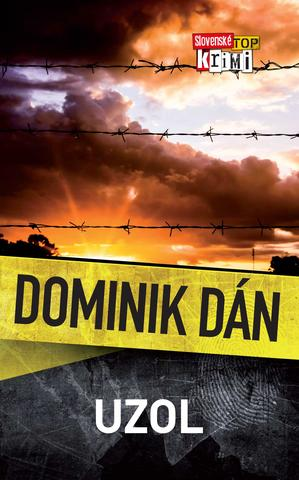 Slovenské TOP
Krimi
DOMINIK DÁN
UZOL